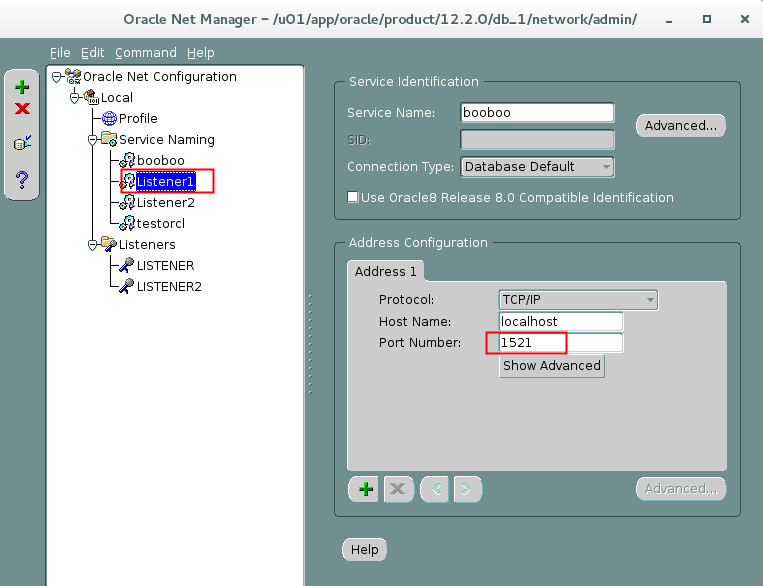 Oracle Net Manager - /u01/app/oracle/product/12.2.0/db_1/network/admin/
File Edit Command Help
Oracle Net Configuration
Local
Profile
Service Naming
booboo
Listener1
Listener2
testorcl
Listeners
LISTENER
LISTENER2
Service Identification
Service Name: booboo
Advanced...
SID:
Connection Type: Database Default
Use Oracle8 Release 8.0 Compatible Identification
Address Configuration
Address 1
Protocol: TCP/IP
Host Name: localhost
Port Number: 1521
Show Advanced
Advanced...
Help